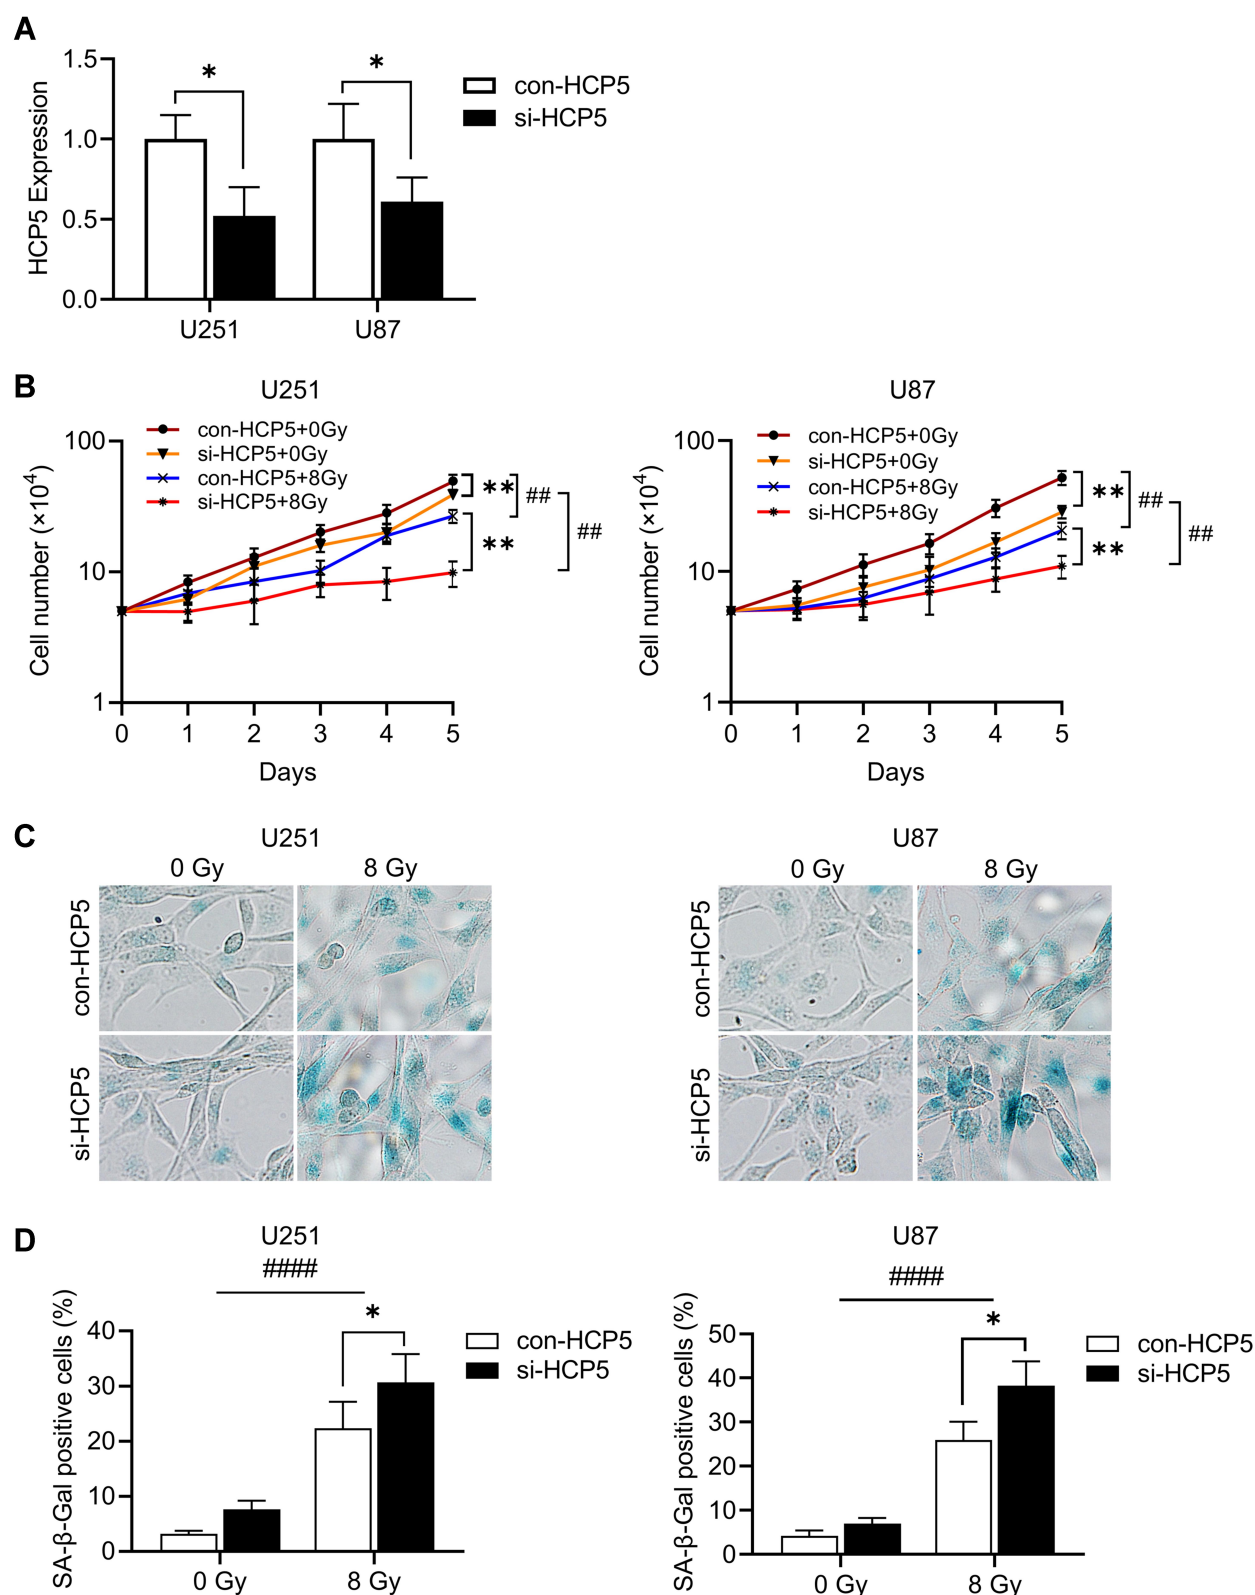 A
1.5
1.0
0.5
0.0
HCP5 Expression
*
*
con-HCP5
si-HCP5
U251
U87
B
U251
100
10
1
Cell number (×10⁴)
con-HCP5+0Gy
si-HCP5+0Gy
con-HCP5+8Gy
si-HCP5+8Gy
**
##
**
##
0 1 2 3 4 5
Days
U87
100
10
1
Cell number (×10⁴)
con-HCP5+0Gy
si-HCP5+0Gy
con-HCP5+8Gy
si-HCP5+8Gy
**
##
**
##
0 1 2 3 4 5
Days
C
U251
0 Gy 8 Gy
con-HCP5
si-HCP5
U87
0 Gy 8 Gy
con-HCP5
si-HCP5
D
U251
####
*
40
30
20
10
0
SA-β-Gal positive cells (%)
con-HCP5
si-HCP5
0 Gy 8 Gy
U87
####
*
50
40
30
20
10
0
SA-β-Gal positive cells (%)
con-HCP5
si-HCP5
0 Gy 8 Gy